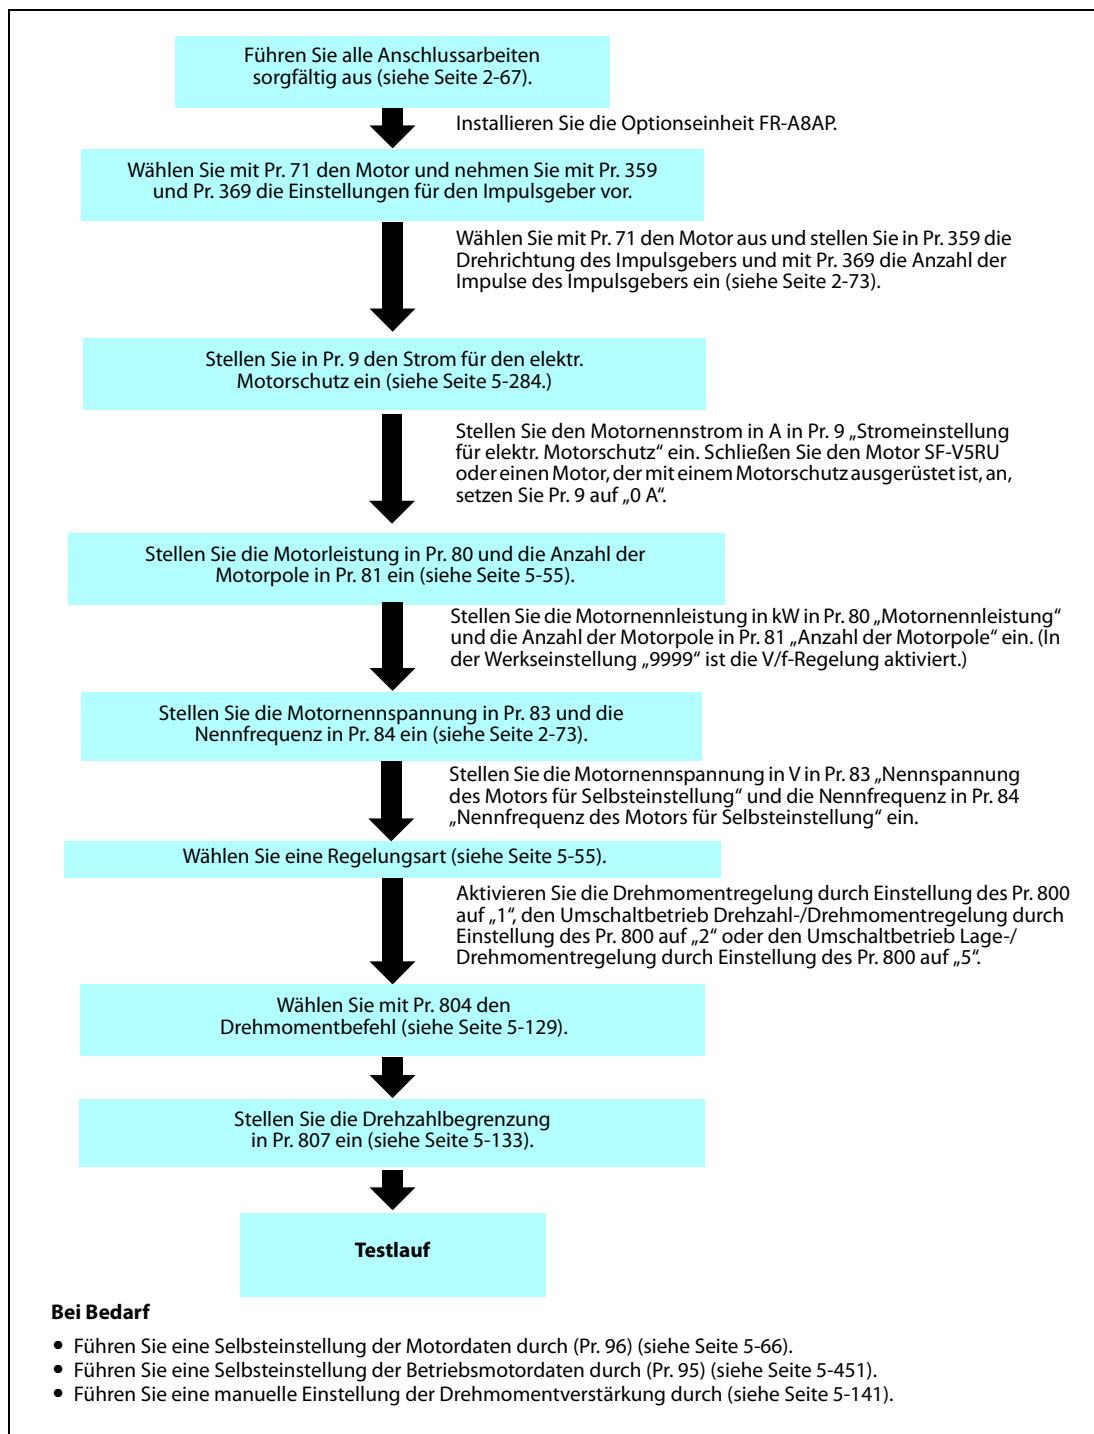 Führen Sie alle Anschlussarbeiten
sorgfältig aus (siehe Seite 2-67).
Installieren Sie die Optionseinheit FR-A8AP.
Wählen Sie mit Pr. 71 den Motor und nehmen Sie mit Pr. 359
und Pr. 369 die Einstellungen für den Impulsgeber vor.
Wählen Sie mit Pr. 71 den Motor aus und stellen Sie in Pr. 359 die
Drehrichtung des Impulsgebers und mit Pr. 369 die Anzahl der
Impulse des Impulsgebers ein (siehe Seite 2-73).
Stellen Sie in Pr. 9 den Strom für den elektr.
Motorschutz ein (siehe Seite 5-284.)
Stellen Sie den Motornennstrom in A in Pr. 9 „Stromeinstellung
für elektr. Motorschutz“ ein. Schließen Sie den Motor SF-V5RU
oder einen Motor, der mit einem Motorschutz ausgerüstet ist, an,
setzen Sie Pr. 9 auf „0 A“.
Stellen Sie die Motorleistung in Pr. 80 und die Anzahl der
Motorpole in Pr. 81 ein (siehe Seite 5-55).
Stellen Sie die Motornennleistung in kW in Pr. 80 „Motornennleistung“
und die Anzahl der Motorpole in Pr. 81 „Anzahl der Motorpole“ ein. (In
der Werkseinstellung „9999“ ist die V/f-Regelung aktiviert.)
Stellen Sie die Motornennspannung in Pr. 83 und die
Nennfrequenz in Pr. 84 ein (siehe Seite 2-73).
Stellen Sie die Motornennspannung in V in Pr. 83 „Nennspannung
des Motors für Selbsteinstellung“ und die Nennfrequenz in Pr. 84
„Nennfrequenz des Motors für Selbsteinstellung“ ein.
Wählen Sie eine Regelungsart (siehe Seite 5-55).
Aktivieren Sie die Drehmomentregelung durch Einstellung des Pr. 800
auf „1“, den Umschaltbetrieb Drehzahl-/Drehmomentregelung durch
Einstellung des Pr. 800 auf „2“ oder den Umschaltbetrieb Lage-/
Drehmomentregelung durch Einstellung des Pr. 800 auf „5“.
Wählen Sie mit Pr. 804 den
Drehmomentbefehl (siehe Seite 5-129).
Stellen Sie die Drehzahlbegrenzung
in Pr. 807 ein (siehe Seite 5-133).
Testlauf
Bei Bedarf
● Führen Sie eine Selbsteinstellung der Motordaten durch (Pr. 96) (siehe Seite 5-66).
● Führen Sie eine Selbsteinstellung der Betriebsmotordaten durch (Pr. 95) (siehe Seite 5-451).
● Führen Sie eine manuelle Einstellung der Drehmomentverstärkung durch (siehe Seite 5-141).